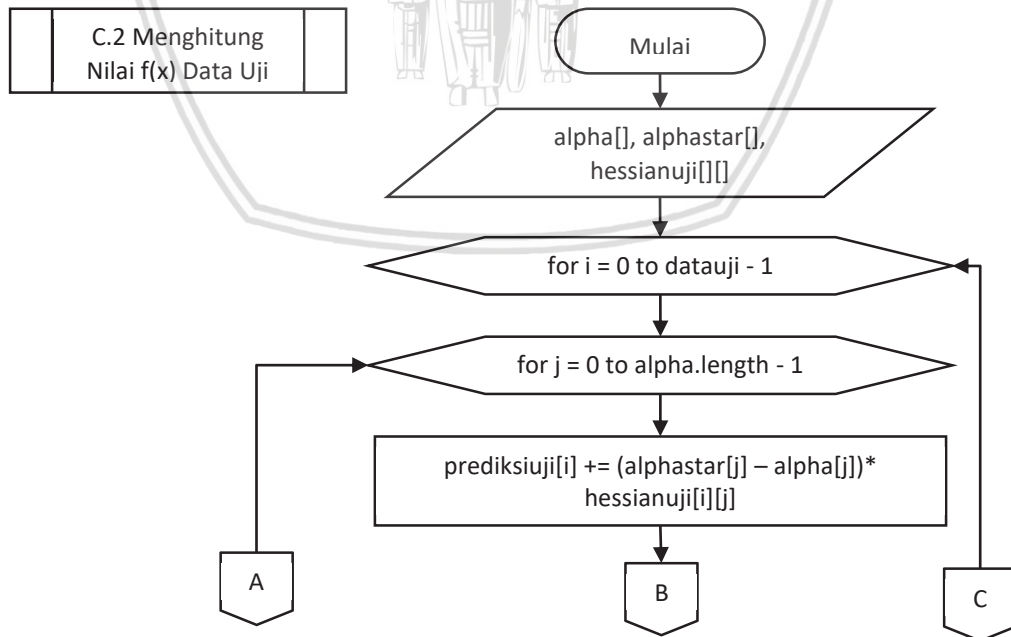 C.2 Menghitung
Nilai f(x) Data Uji
Mulai
alpha[], alphastar[],
hessianuji[][]
for i = 0 to datauji - 1
for j = 0 to alpha.length - 1
prediksiuji[i] += (alphastar[j] – alpha[j])*
hessianuji[i][j]
A
B
C